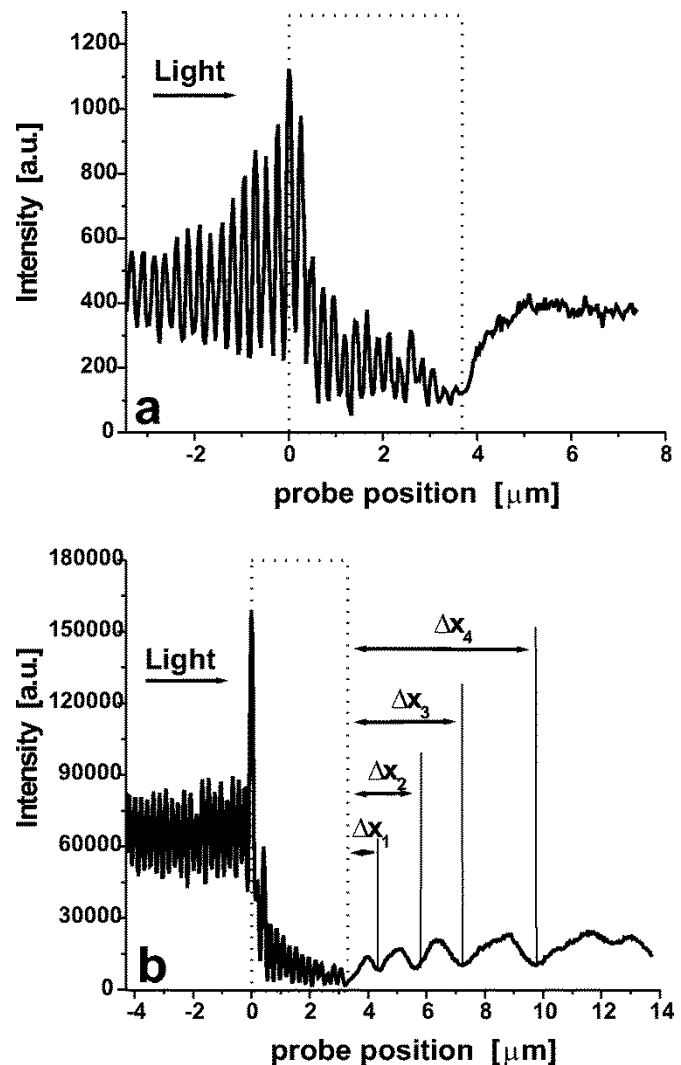 1200
1000
800
600
400
200
0
Intensity [a.u.]
Light
a
-2 0 2 4 6 8
probe position [μm]
180000
150000
120000
90000
60000
30000
0
Intensity [a.u.]
Light
Δx4
Δx3
Δx2
Δx1
b
-4 -2 0 2 4 6 8 10 12 14
probe position [μm]